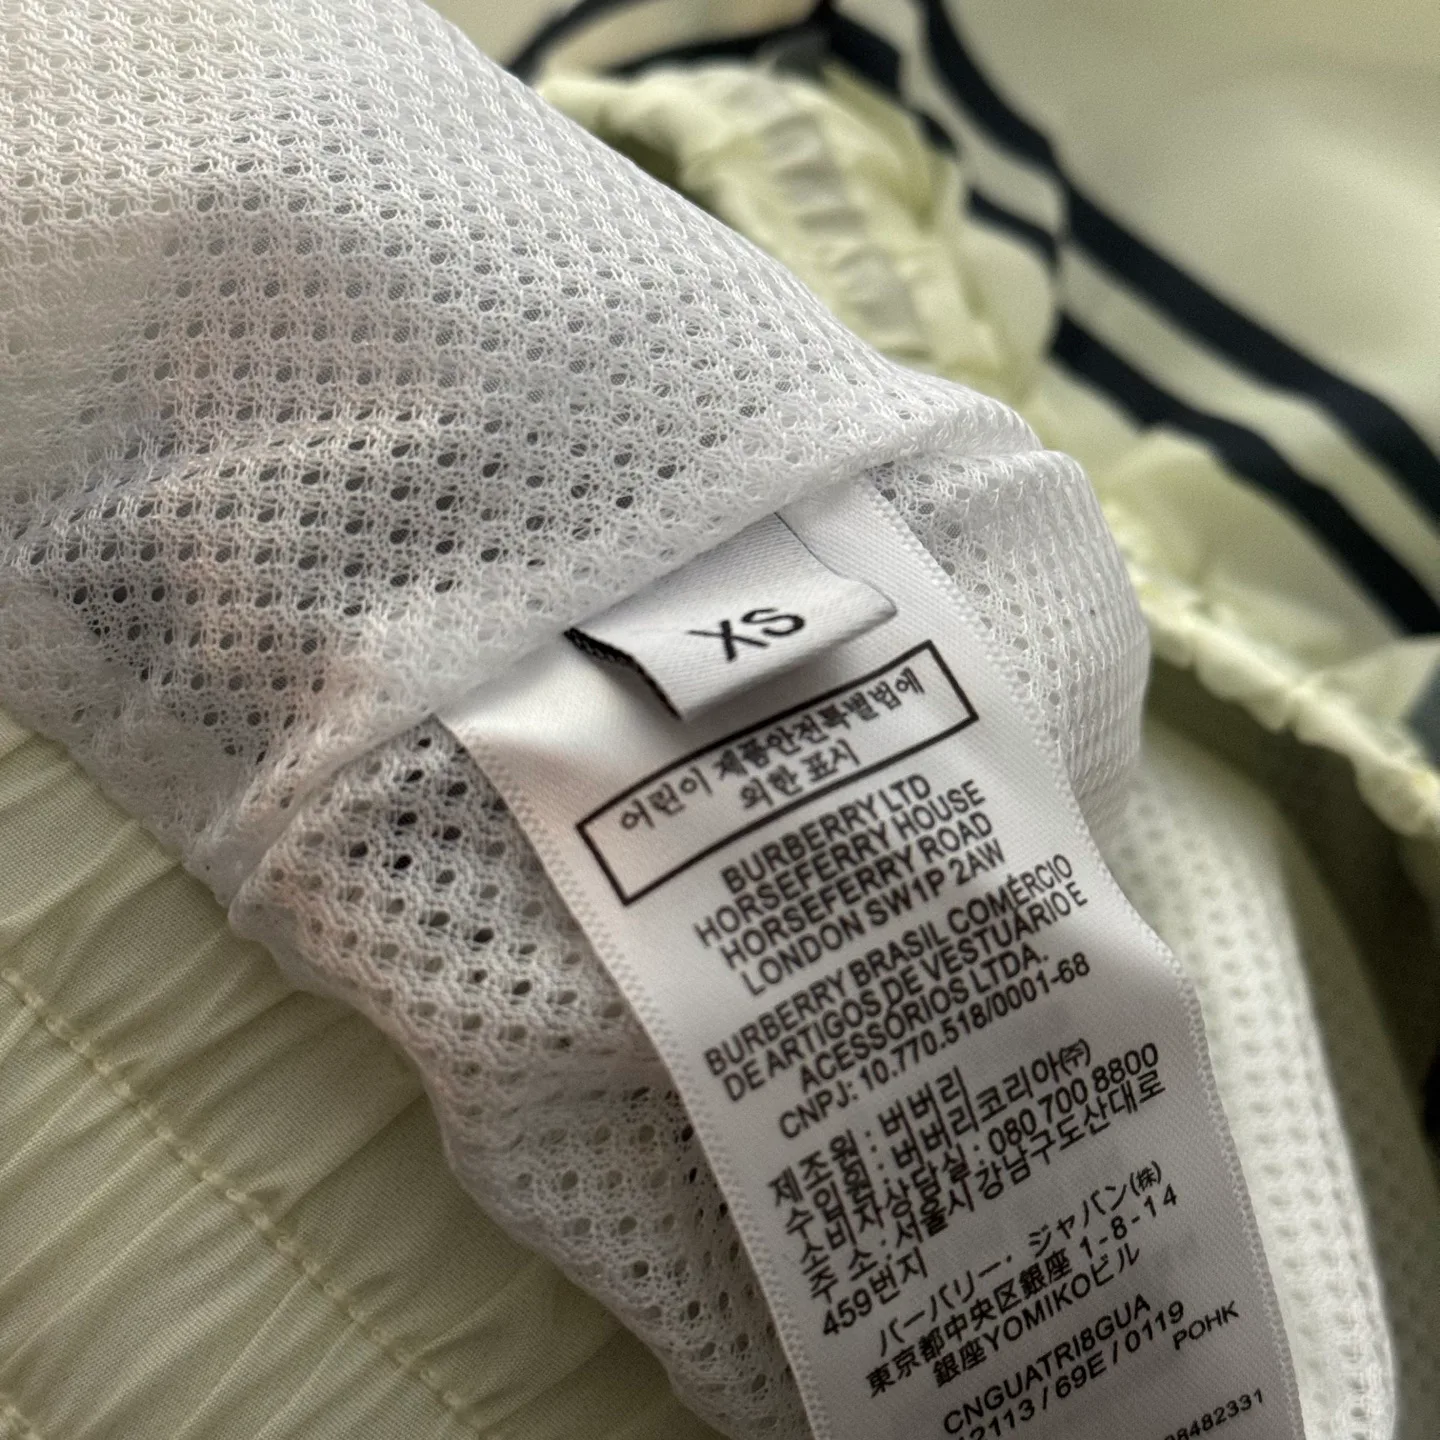 XS
어린이 제품안전특별법에
의한 표시
BURBERRY LTD
HORSEFERRY HOUSE
HORSEFERRY ROAD
LONDON SW1P 2AW
BURBERRY BRASIL COMÉRCIO
DE ARTIGOS DE VESTUÁRIO E
ACESSÓRIOS LTDA.
CNPJ: 10.770.518/0001-68
제조원 : 버버리
수입원 : 버버리코리아(주)
소비자상담실 : 080 700 8800
주 소 : 서울시 강남구도산대로
459번지
バーバリー・ジャパン(株)
東京都中央区銀座 1-8-14
銀座YOMIKOビル
CNGUATRI8GUA
12113 / 69E / 0119
POHK